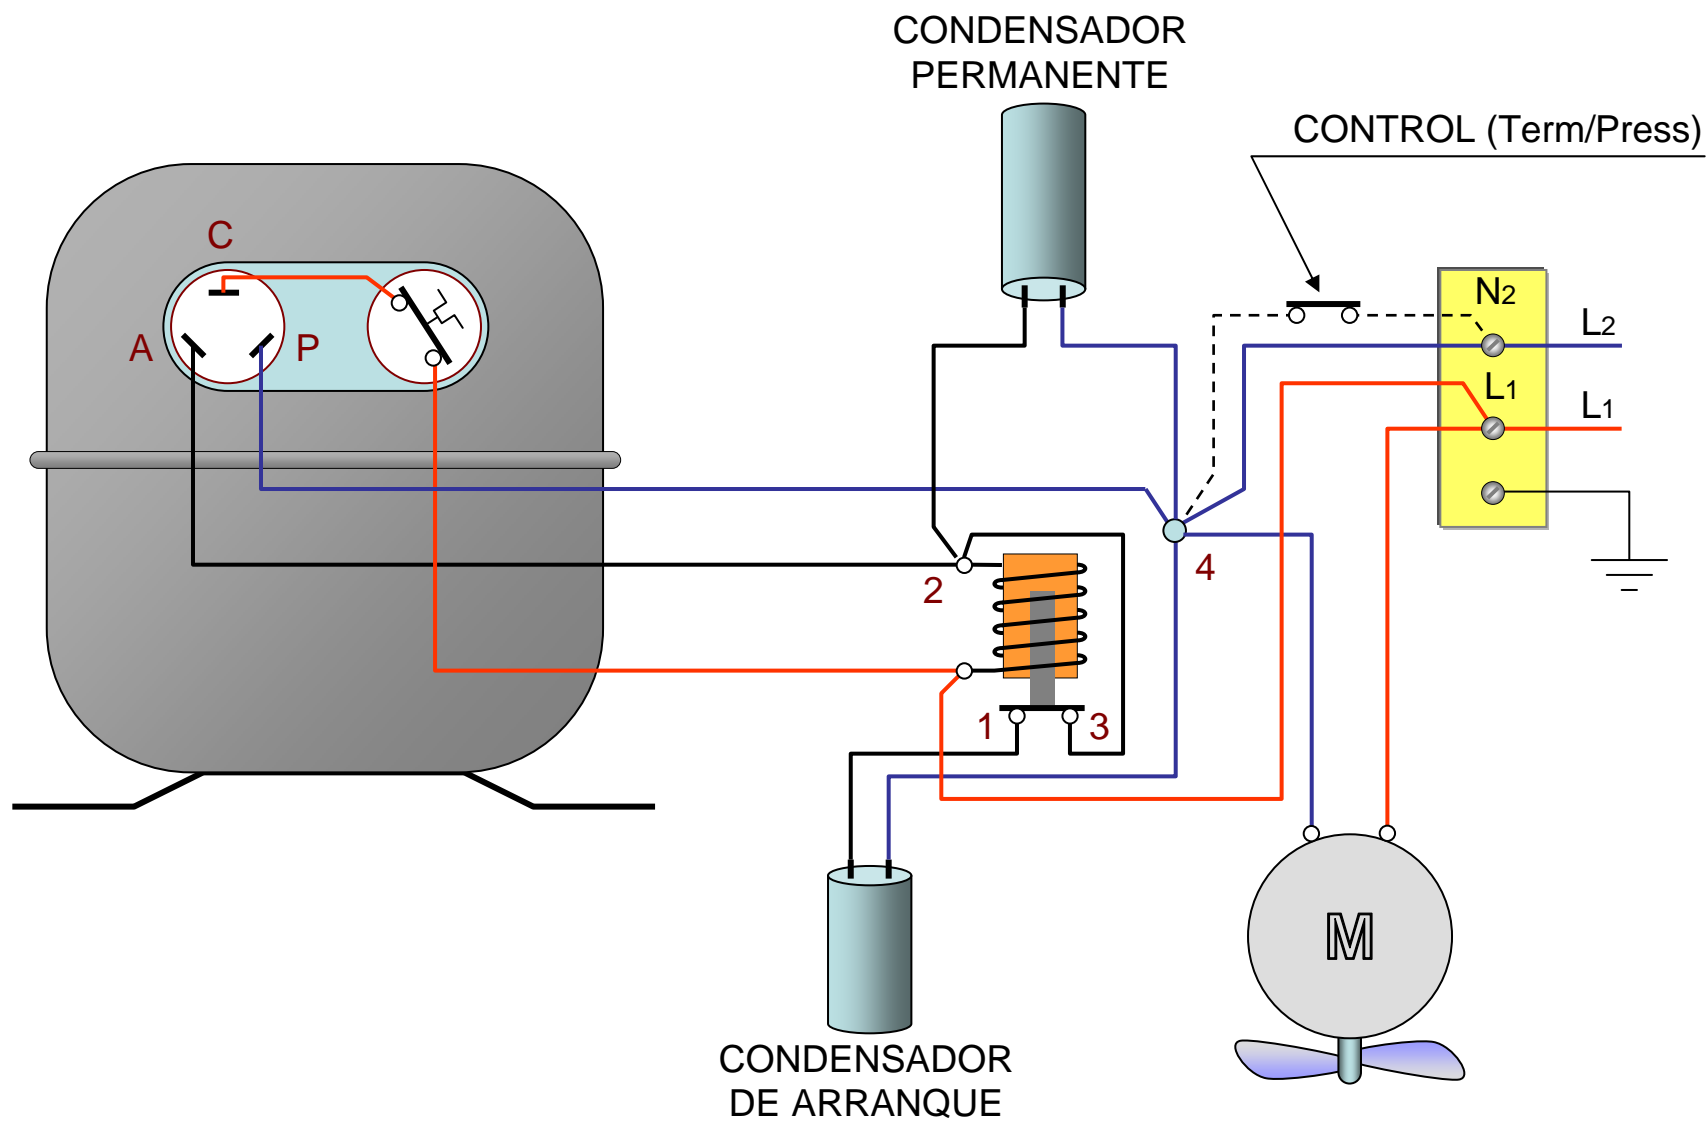 CONDENSADOR
PERMANENTE
CONTROL (Term/Press)
C
A
P
N2
L2
L1
L1
2
4
1
3
M
CONDENSADOR
DE ARRANQUE